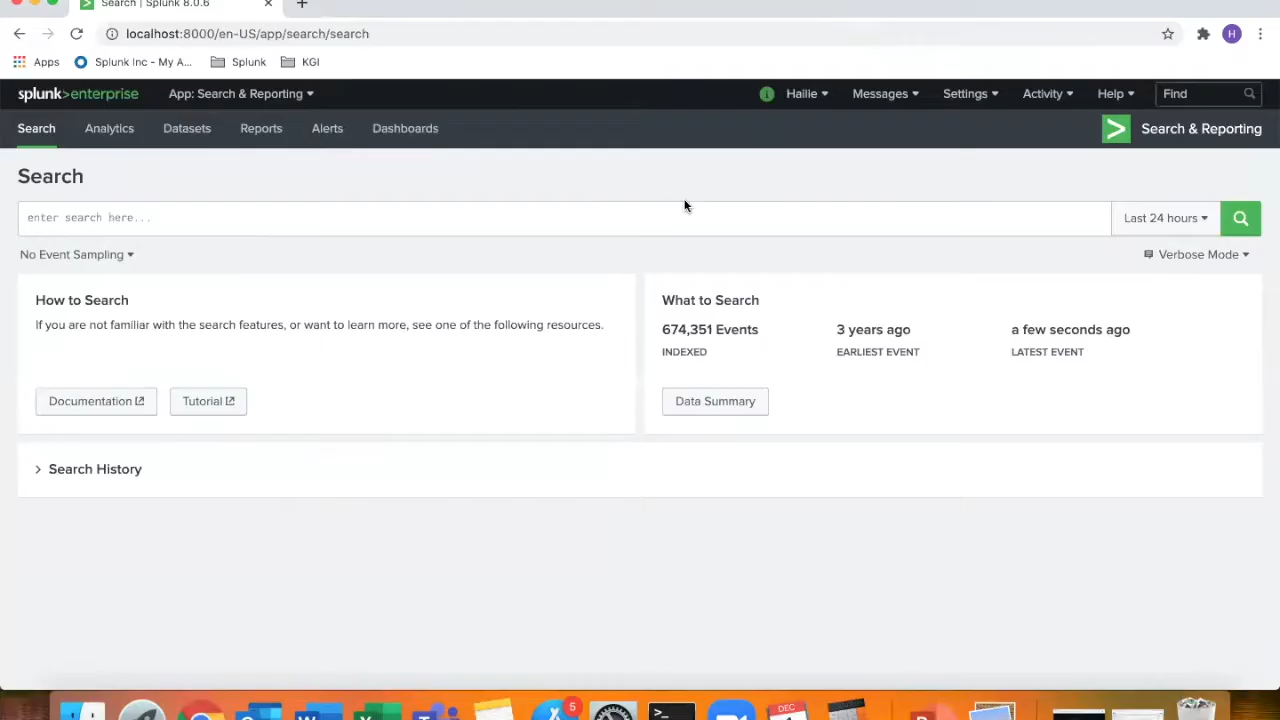 Search | Splunk 8.0.6
localhost:8000/en-US/app/search/search
H
Apps
Splunk Inc - My A...
Splunk
KGI
splunk>enterprise
App: Search & Reporting
i
Hailie
Messages
Settings
Activity
Help
Find
Search
Analytics
Datasets
Reports
Alerts
Dashboards
Search & Reporting
Search
enter search here...
Last 24 hours
No Event Sampling
Verbose Mode
How to Search
If you are not familiar with the search features, or want to learn more, see one of the following resources.
Documentation
Tutorial
What to Search
674,351 Events
INDEXED
3 years ago
EARLIEST EVENT
a few seconds ago
LATEST EVENT
Data Summary
Search History
5
DEC